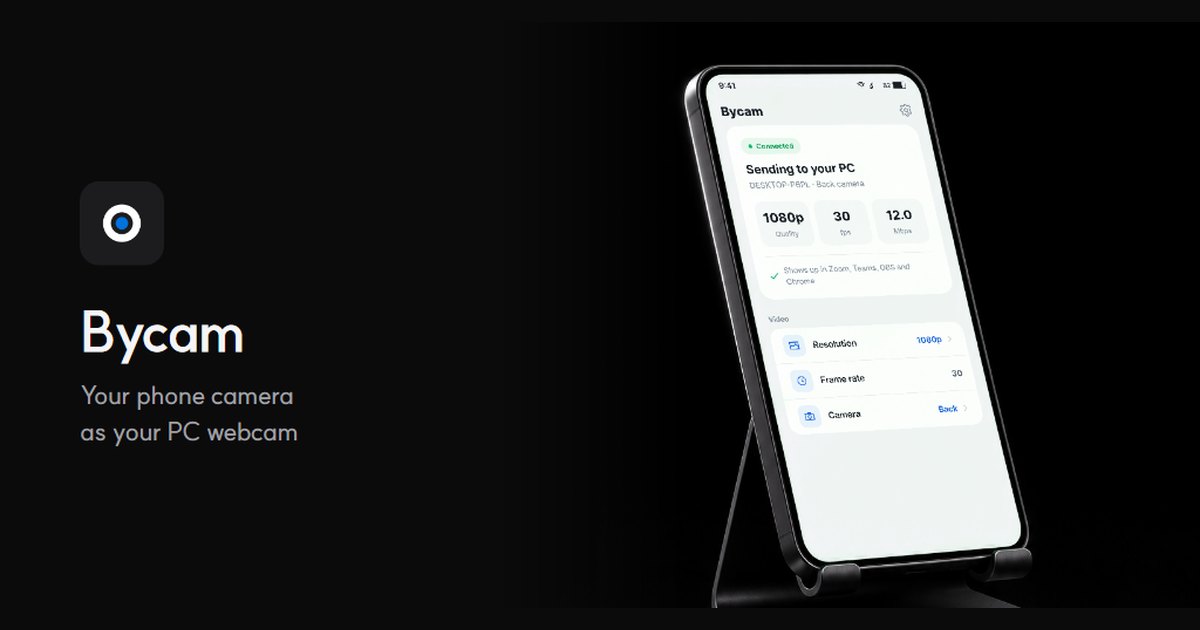 Bycam
Your phone camera
as your PC webcam
9:41
Bycam
Connected
Sending to your PC
Back camera
1080p
Quality
30
fps
12.0
Mbps
Shows up in Zoom, Teams, OBS and
Chrome
Video
Resolution
1080p
Frame rate
30
Camera
Back